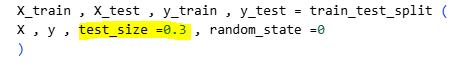 X_train , X_test , y_train , y_test = train_test_split (
X , y , test_size =0.3 , random_state =0
)